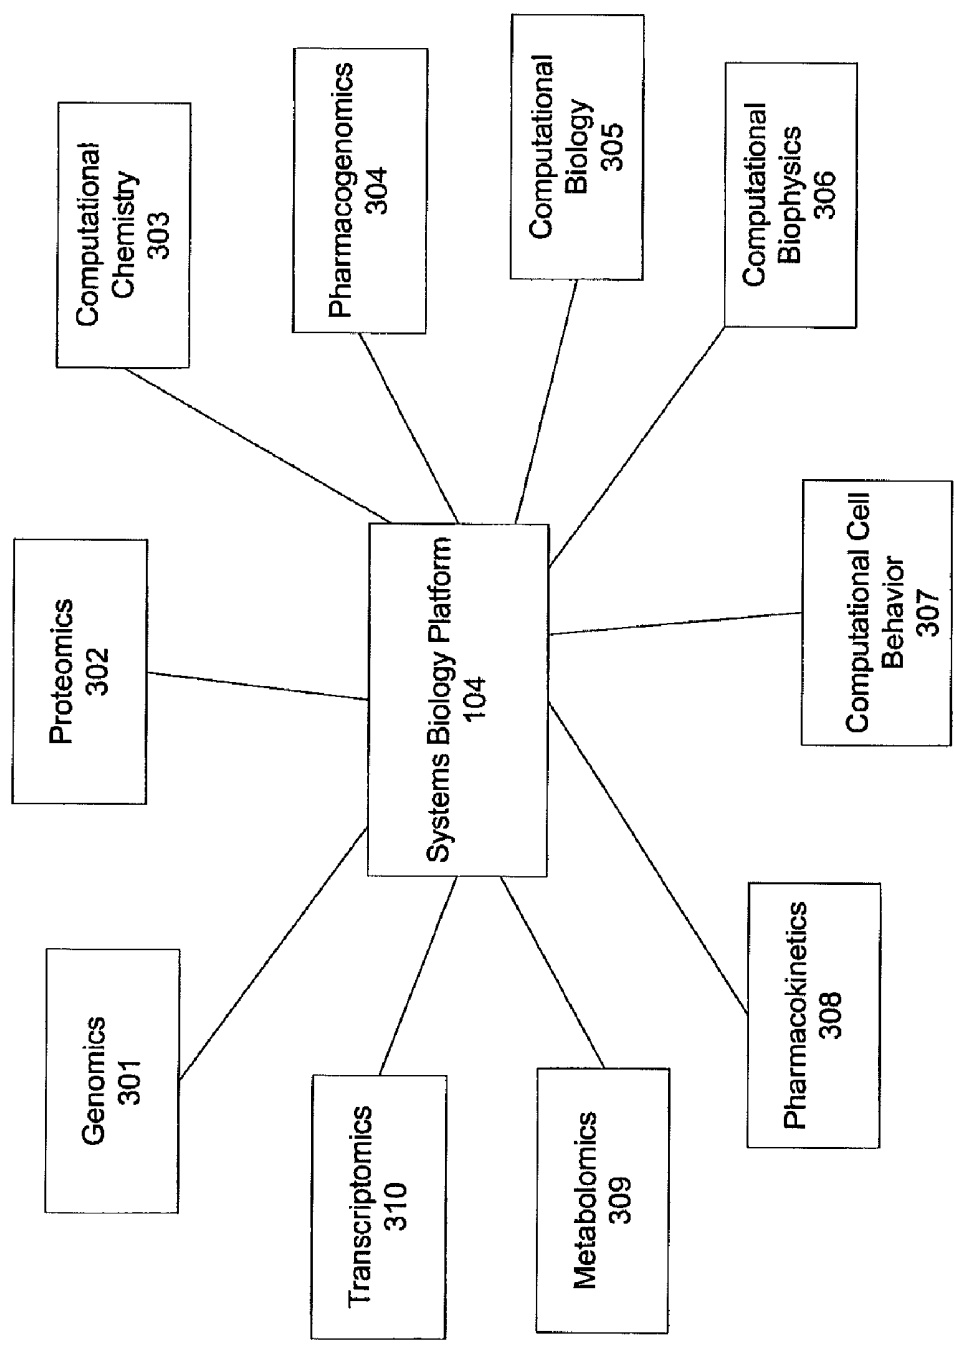 Genomics
301
Proteomics
302
Computational
Chemistry
303
Pharmacogenomics
304
Computational
Biology
305
Computational
Biophysics
306
Computational Cell
Behavior
307
Pharmacokinetics
308
Metabolomics
309
Transcriptomics
310
Systems Biology Platform
104